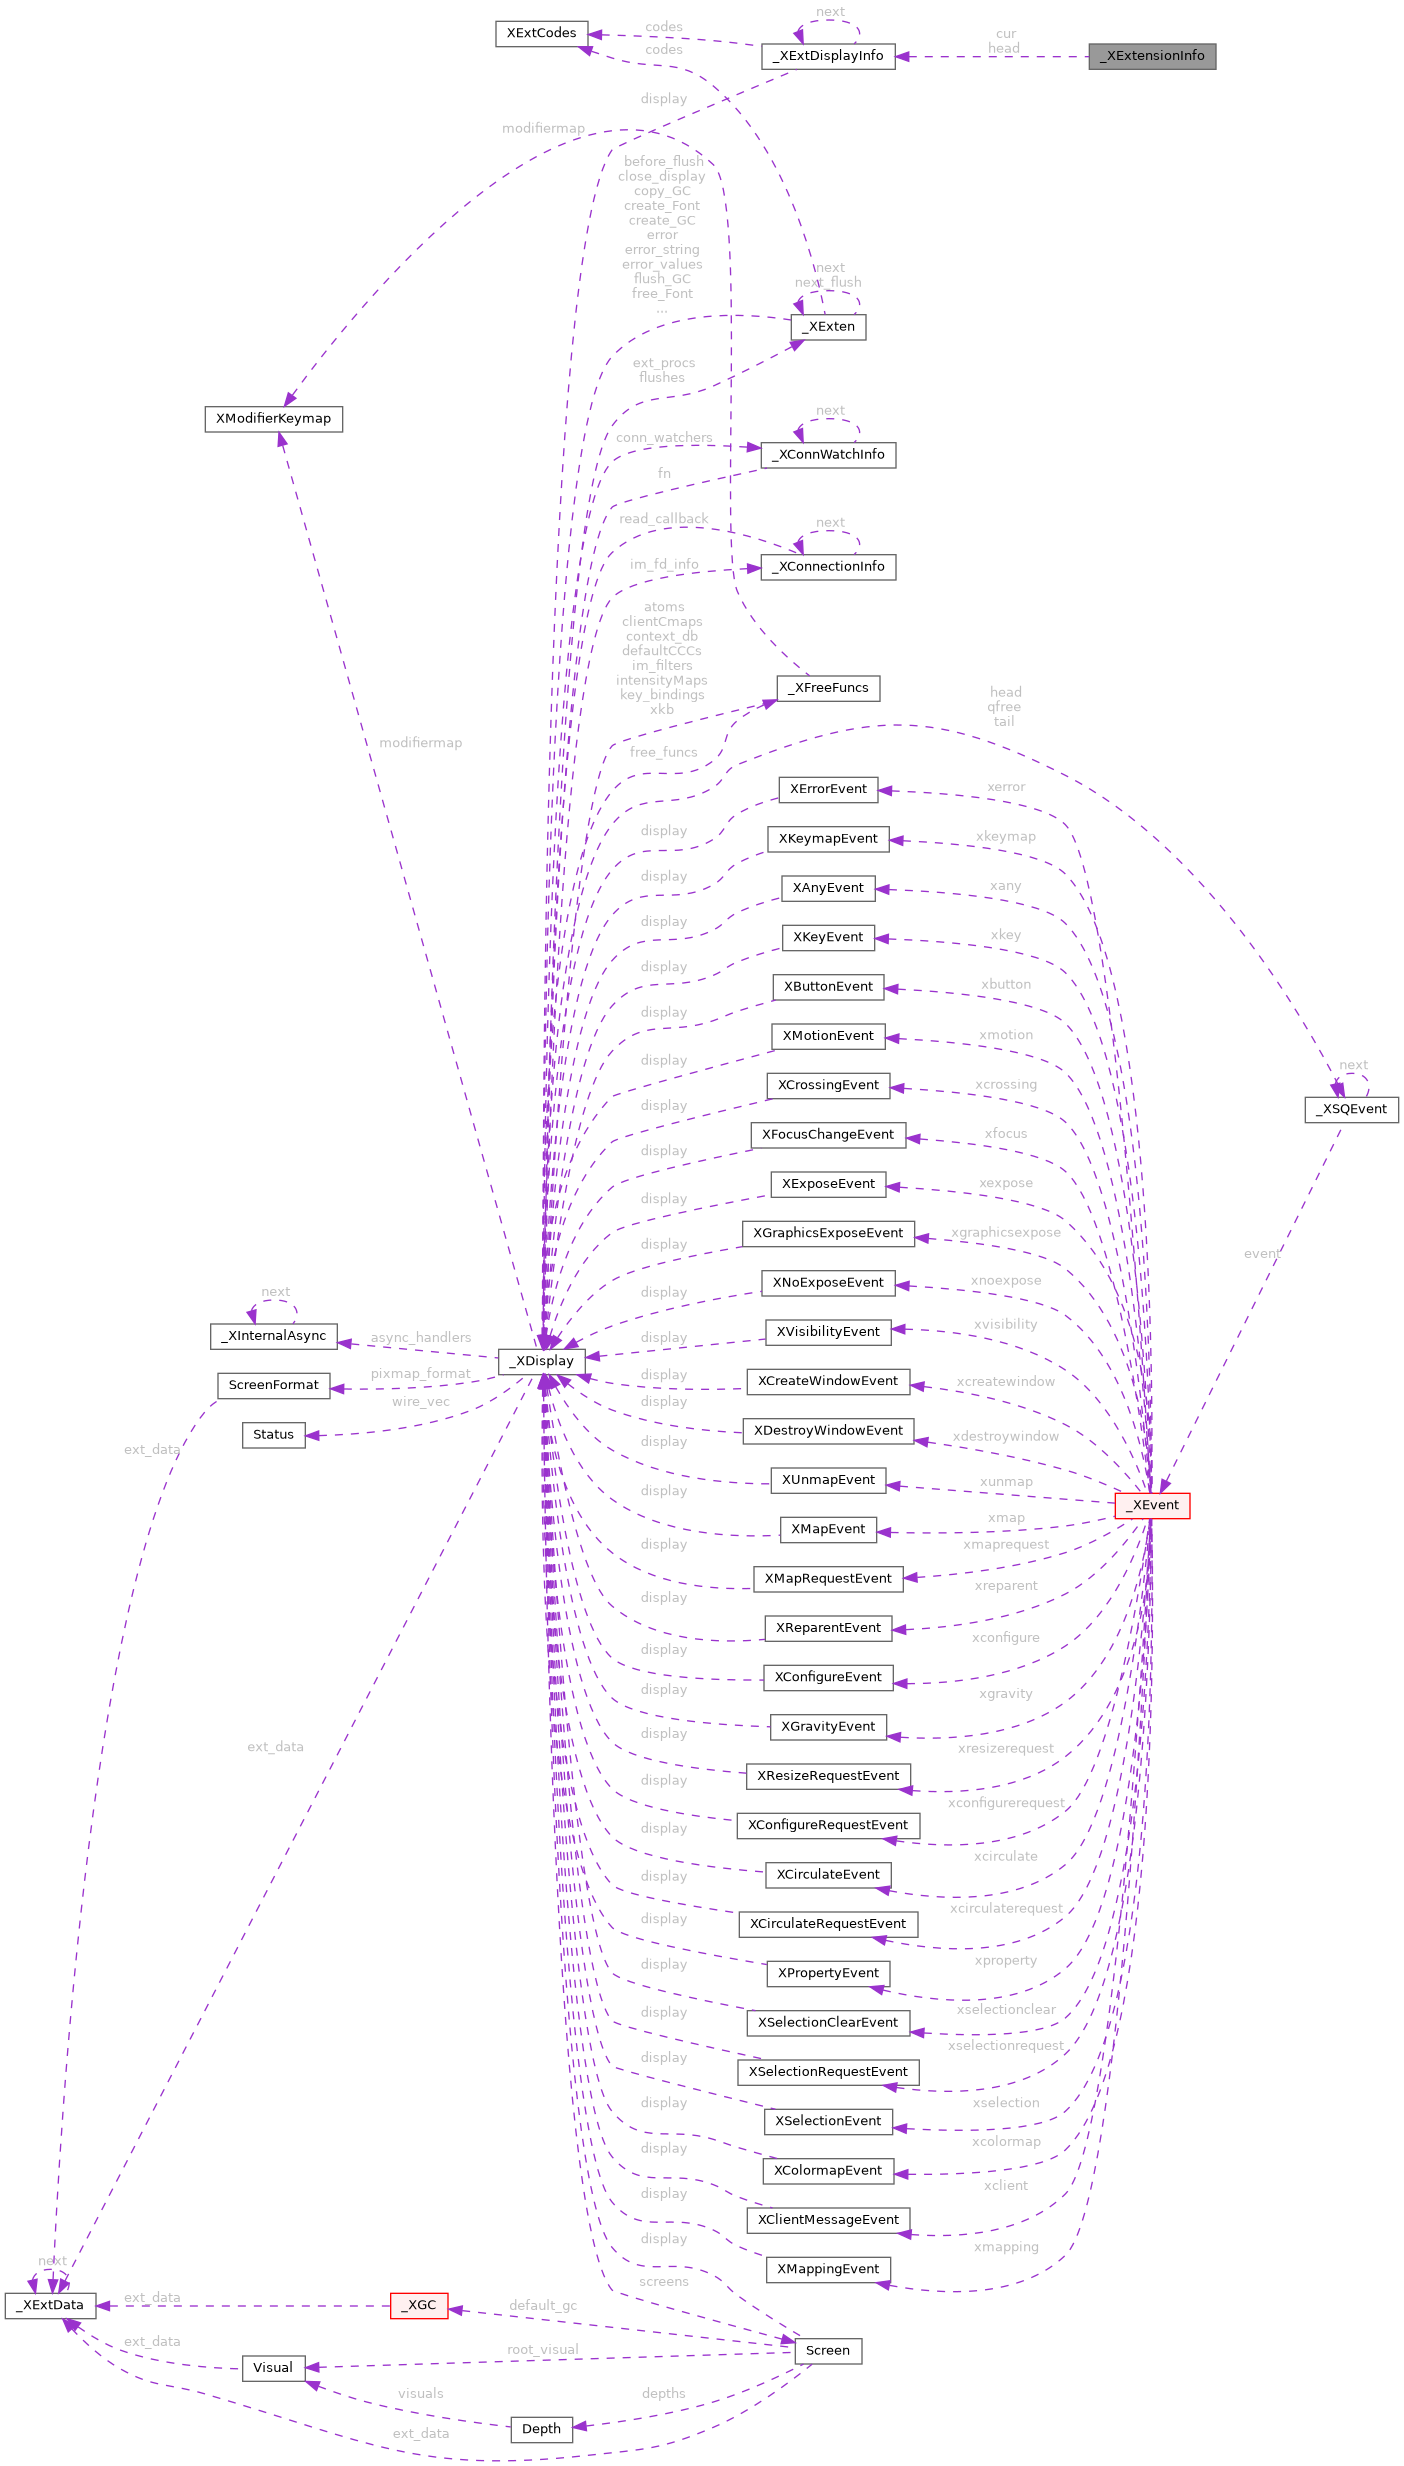 next
codes
cur
head
XExtCodes
_XExtDisplayInfo
_XExtensionInfo
codes
display
modifiermap
before_flush
close_display
copy_GC
create_Font
create_GC
error
error_string
error_values
flush_GC
free_Font
...
next
next_flush
_XExten
ext_procs
flushes
next
XModifierKeymap
conn_watchers
_XConnWatchInfo
fn
read_callback
next
im_fd_info
_XConnectionInfo
atoms
clientCmaps
context_db
defaultCCCs
im_filters
intensityMaps
key_bindings
xkb
_XFreeFuncs
head
qfree
tail
modifiermap
free_funcs
XErrorEvent
xerror
display
XKeymapEvent
xkeymap
display
XAnyEvent
xany
display
XKeyEvent
xkey
display
XButtonEvent
xbutton
display
XMotionEvent
xmotion
display
next
XCrossingEvent
xcrossing
display
_XSQEvent
XFocusChangeEvent
xfocus
display
XExposeEvent
xexpose
display
XGraphicsExposeEvent
xgraphicsexpose
display
event
XNoExposeEvent
xnoexpose
next
display
XVisibilityEvent
xvisibility
_XInternalAsync
async_handlers
display
_XDisplay
pixmap_format
display
XCreateWindowEvent
xcreatewindow
ScreenFormat
wire_vec
display
Status
XDestroyWindowEvent
xdestroywindow
ext_data
display
XUnmapEvent
xunmap
display
_XEvent
XMapEvent
xmap
display
xmaprequest
XMapRequestEvent
display
xreparent
XReparentEvent
display
xconfigure
XConfigureEvent
display
xgravity
XGravityEvent
display
ext_data
xresizerequest
XResizeRequestEvent
display
xconfigurerequest
XConfigureRequestEvent
display
xcirculate
XCirculateEvent
display
xcirculaterequest
XCirculateRequestEvent
display
xproperty
XPropertyEvent
display
xselectionclear
XSelectionClearEvent
display
xselectionrequest
XSelectionRequestEvent
display
xselection
XSelectionEvent
display
xcolormap
XColormapEvent
display
xclient
XClientMessageEvent
display
xmapping
display
next
XMappingEvent
screens
_XExtData
ext_data
_XGC
default_gc
ext_data
root_visual
Screen
Visual
visuals
depths
Depth
ext_data